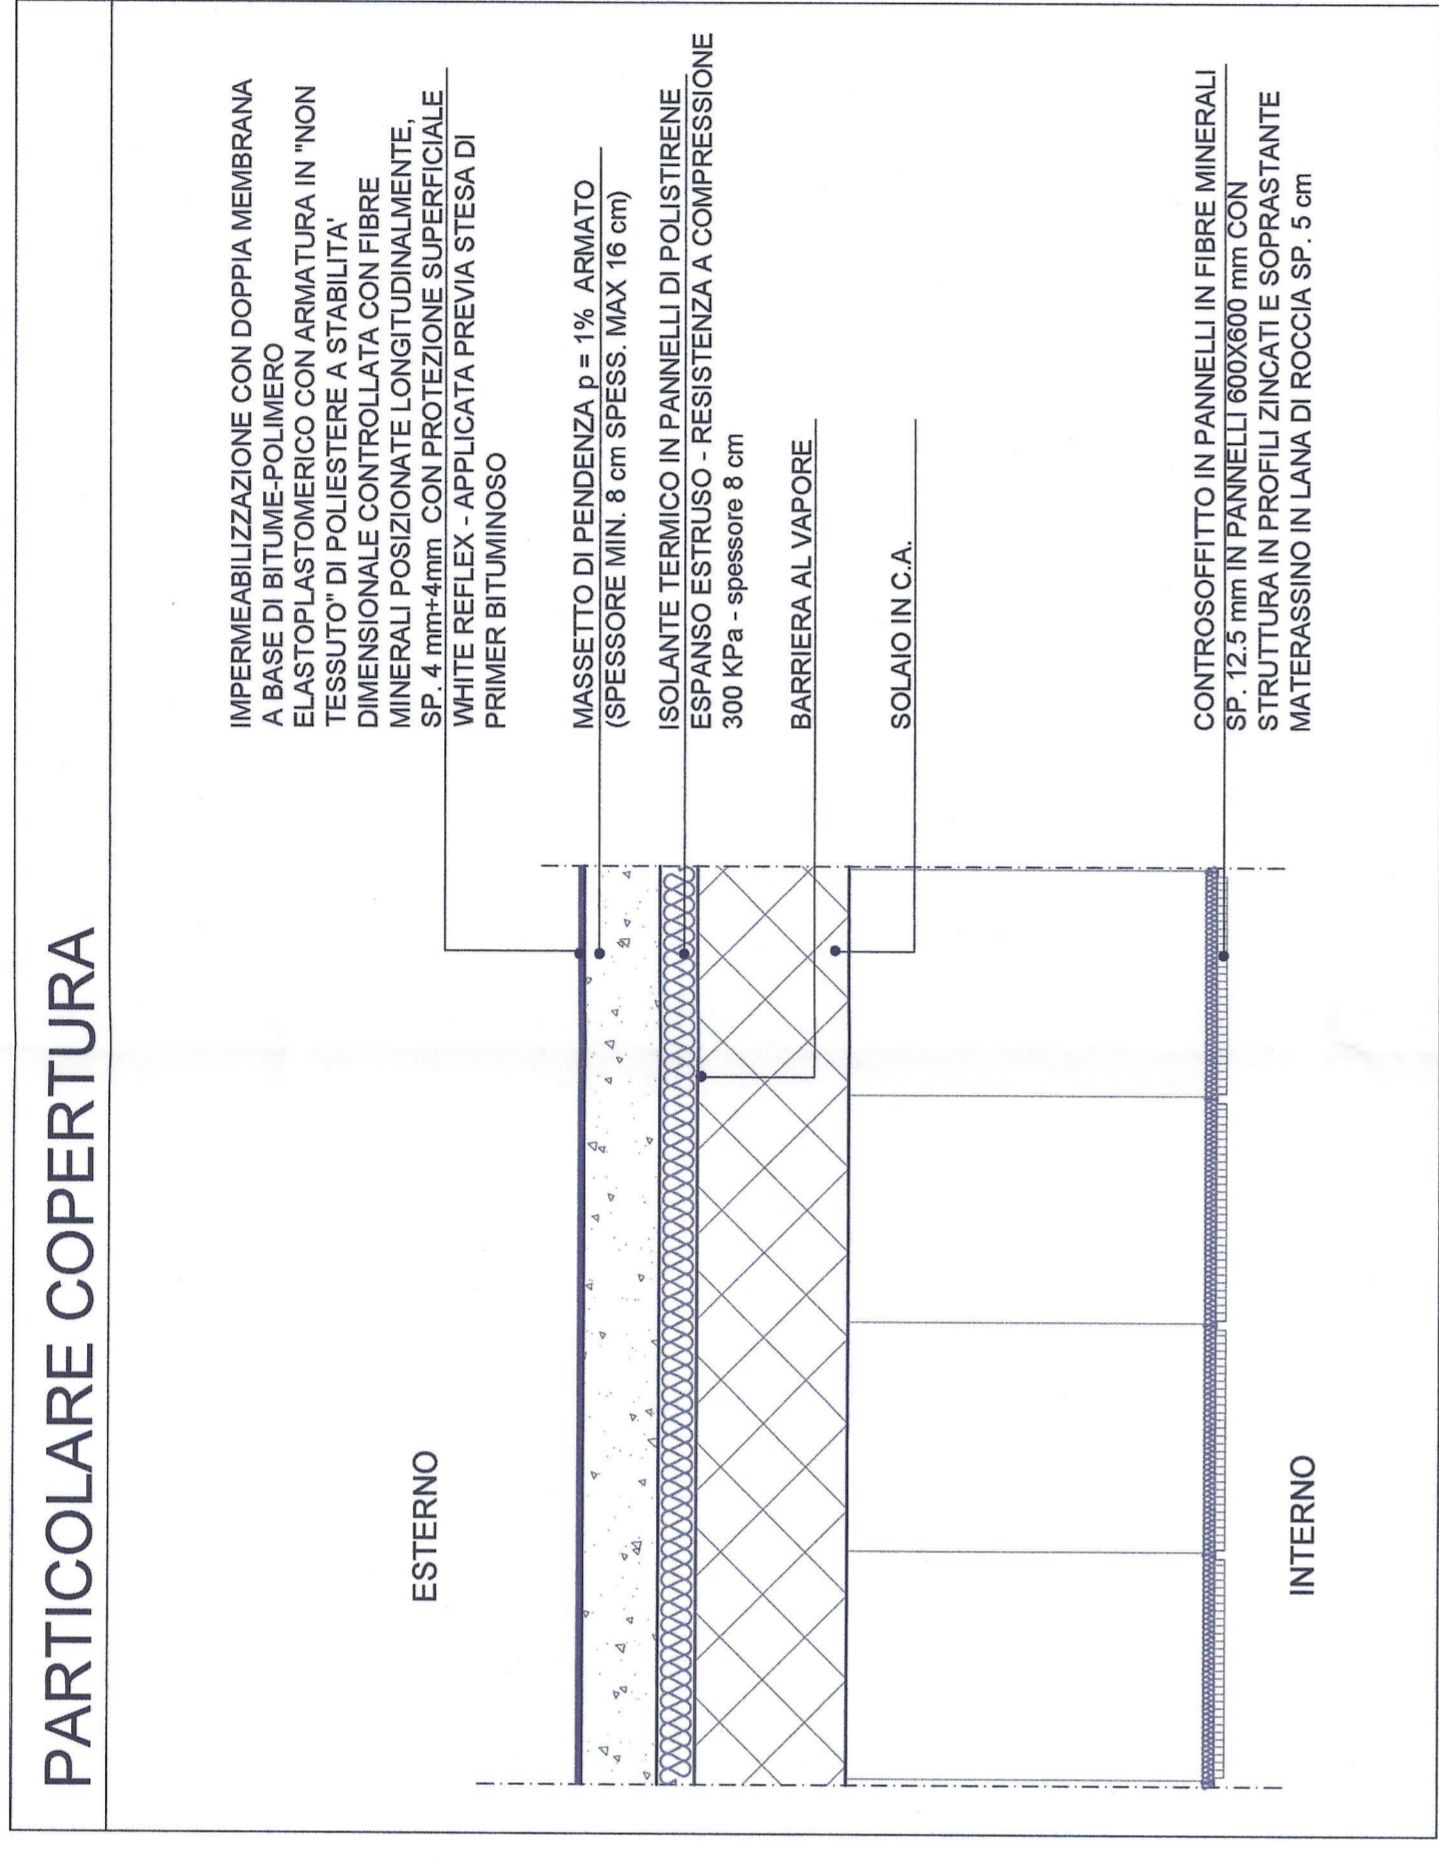 PARTICOLARE COPERTURA
ESTERNO
IMPERMEABILIZZAZIONE CON DOPPIA MEMBRANA
A BASE DI BITUME-POLIMERO
ELASTOPLASTOMERICO CON ARMATURA IN "NON
TESSUTO" DI POLIESTERE A STABILITA'
DIMENSIONALE CONTROLLATA CON FIBRE
MINERALI POSIZIONATE LONGITUDINALMENTE,
SP. 4 mm+4mm CON PROTEZIONE SUPERFICIALE
WHITE REFLEX - APPLICATA PREVIA STESA DI
PRIMER BITUMINOSO
MASSETTO DI PENDENZA p = 1% ARMATO
(SPESSORE MIN. 8 cm SPESS. MAX 16 cm)
ISOLANTE TERMICO IN PANNELLI DI POLISTIRENE
ESPANSO ESTRUSO - RESISTENZA A COMPRESSIONE
300 KPa - spessore 8 cm
BARRIERA AL VAPORE
SOLAIO IN C.A.
CONTROSOFFITTO IN PANNELLI IN FIBRE MINERALI
SP. 12.5 mm IN PANNELLI 600X600 mm CON
STRUTTURA IN PROFILI ZINCATI E SOPRASTANTE
MATERASSINO IN LANA DI ROCCIA SP. 5 cm
INTERNO